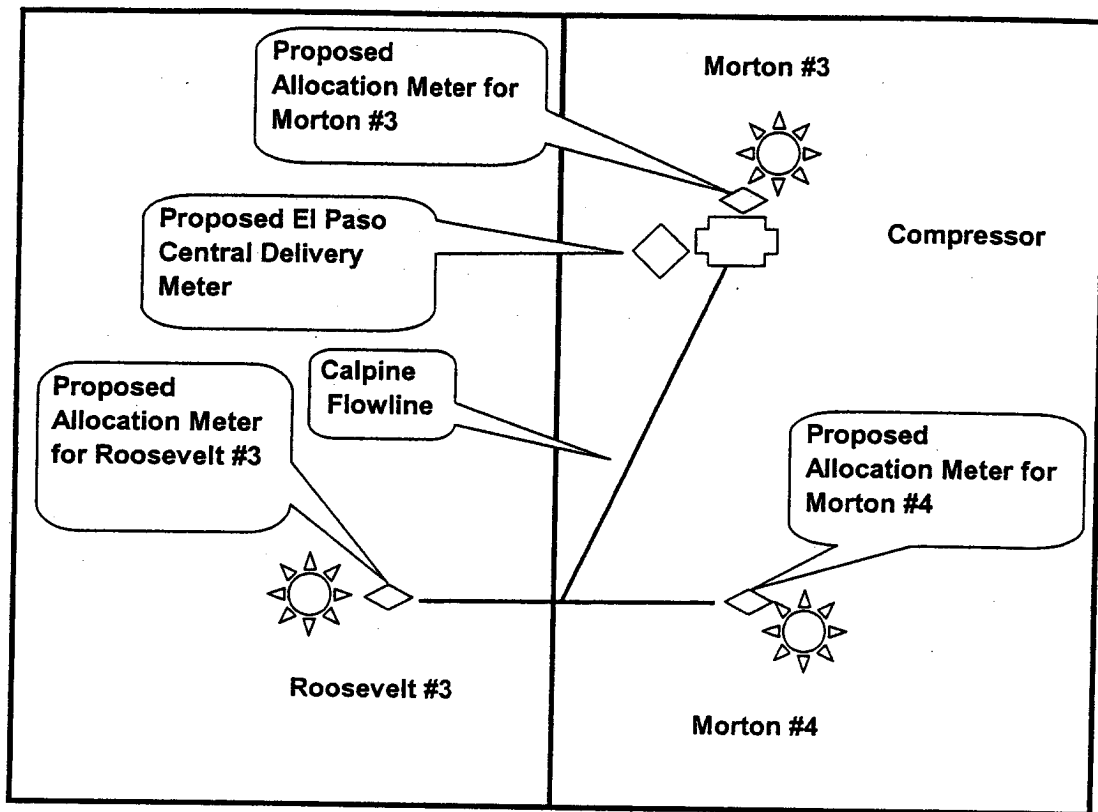 Proposed
Allocation Meter for
Morton #3
Morton #3
Proposed El Paso
Central Delivery
Meter
Compressor
Calpine
Flowline
Proposed
Allocation Meter
for Roosevelt #3
Proposed
Allocation Meter for
Morton #4
Roosevelt #3
Morton #4